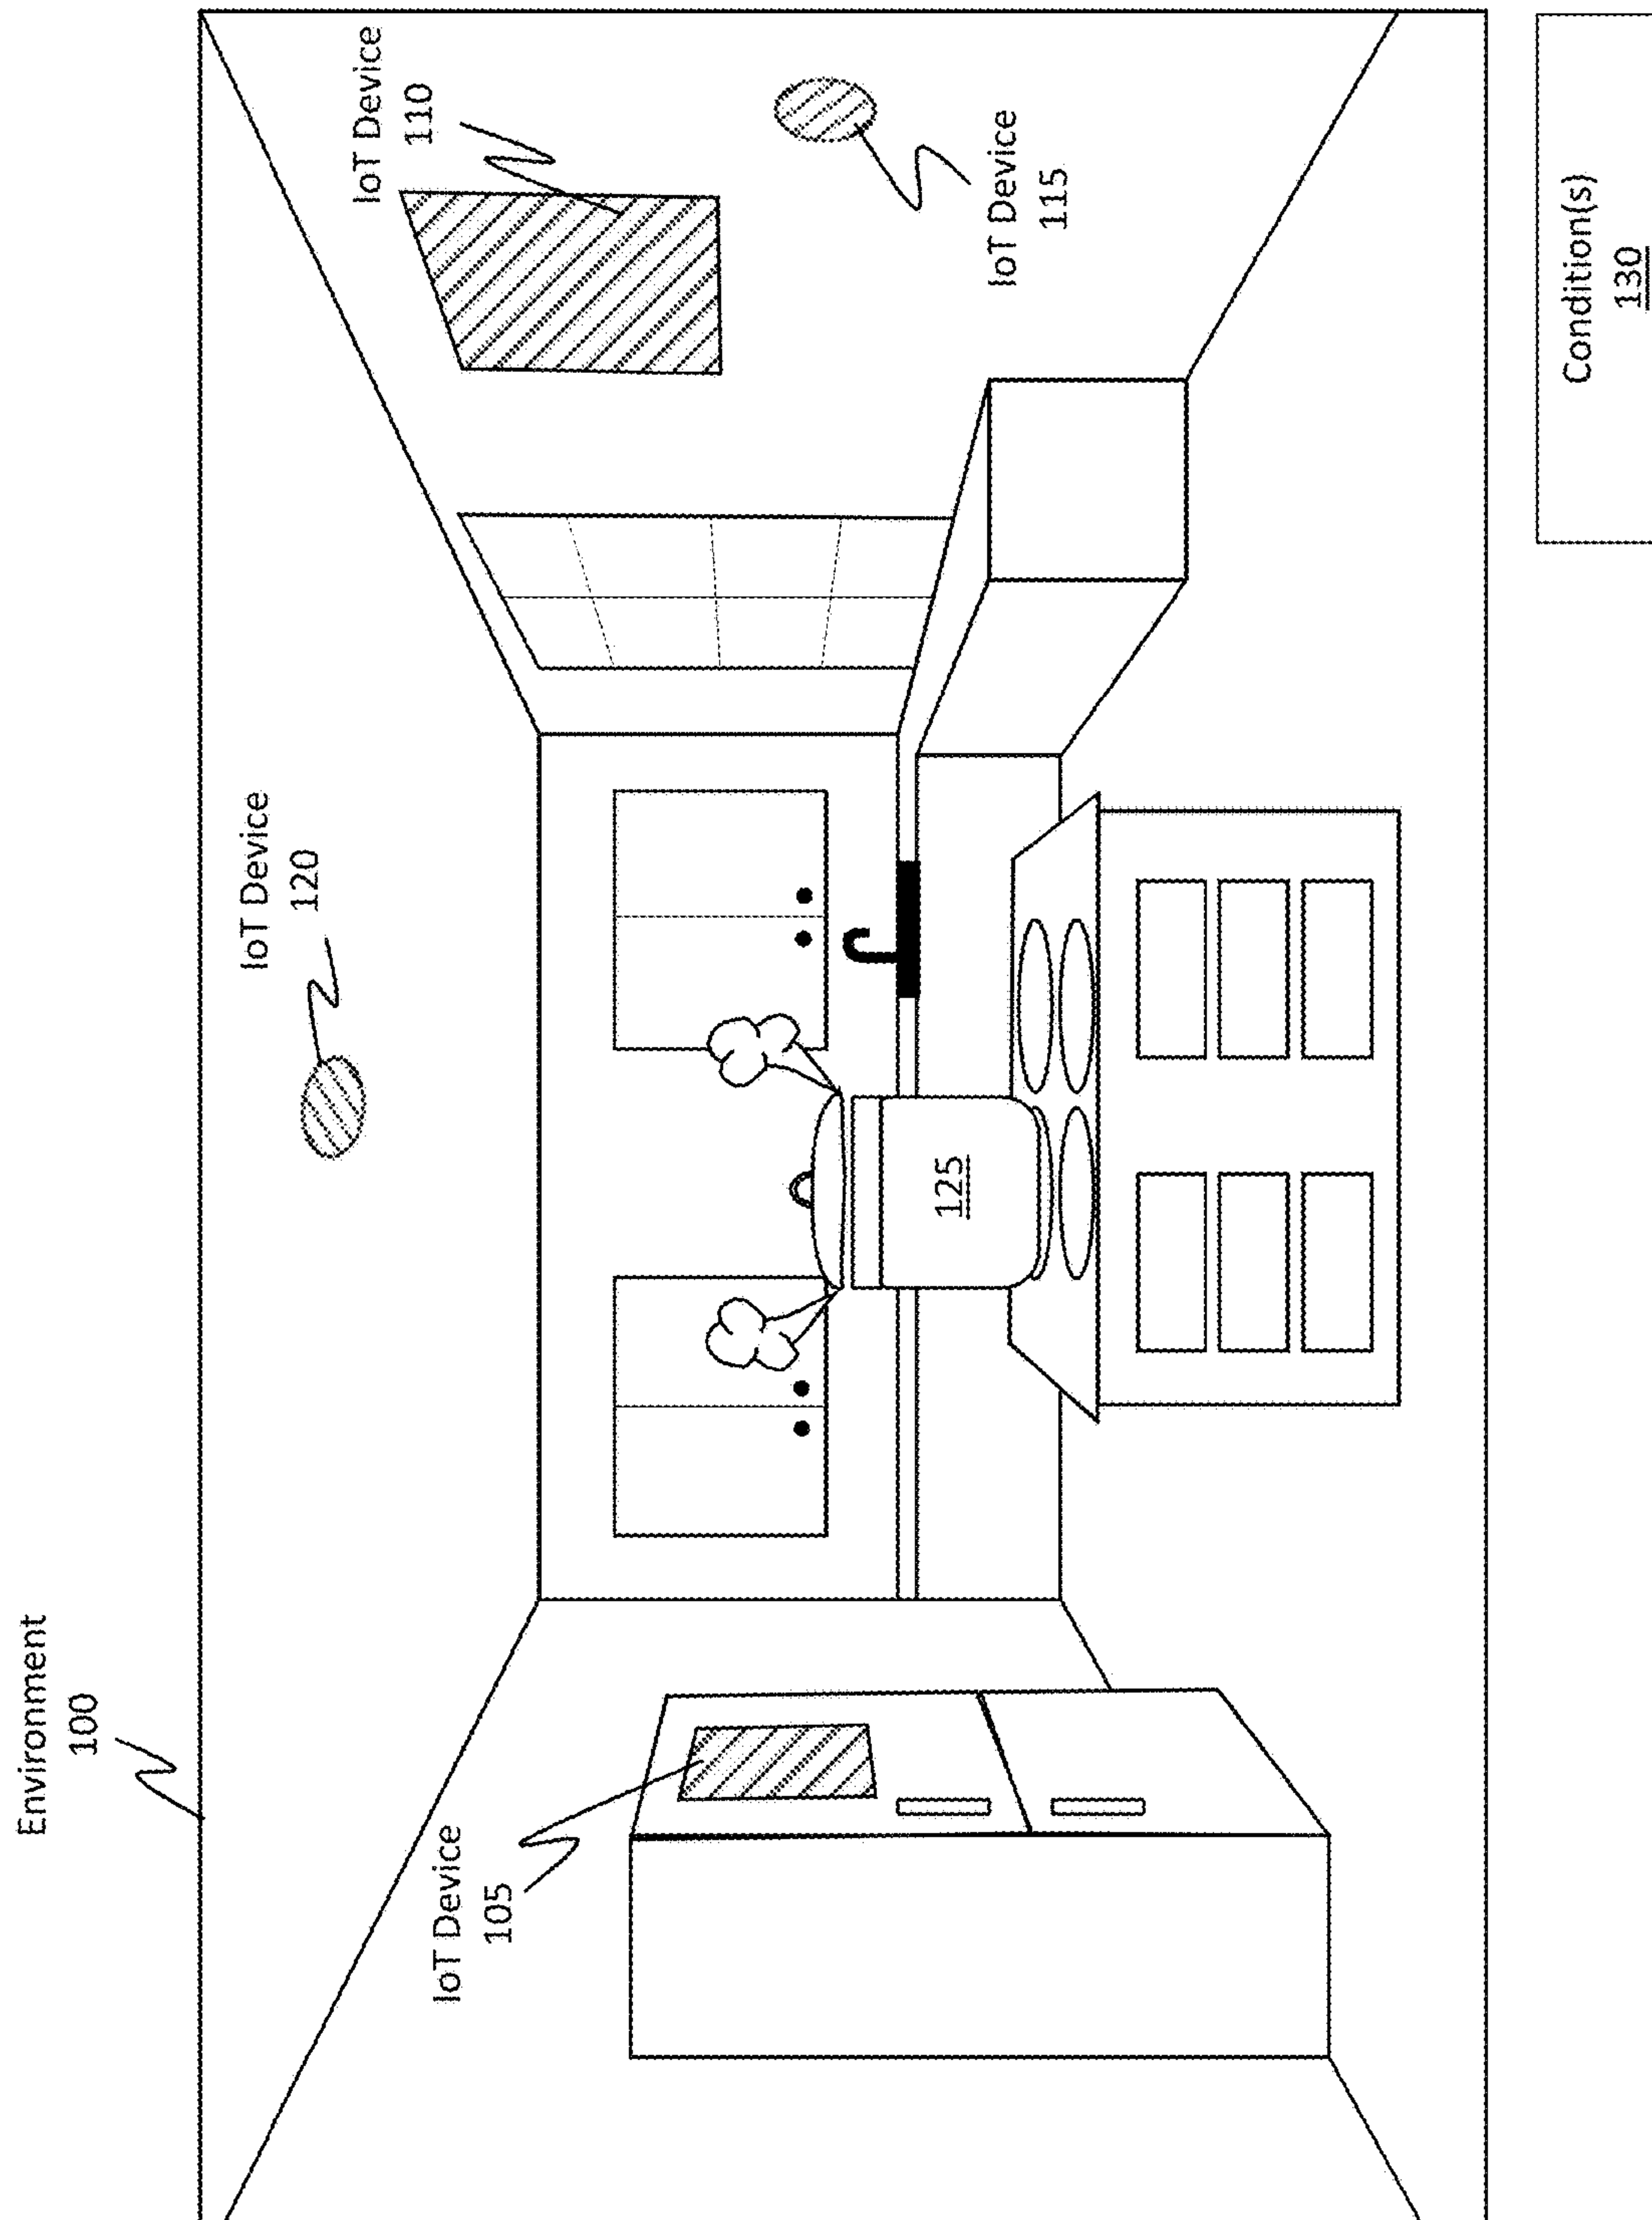 Environment
100
IoT Device
120
IoT Device
110
IoT Device
105
IoT Device
115
125
Condition(s)
130